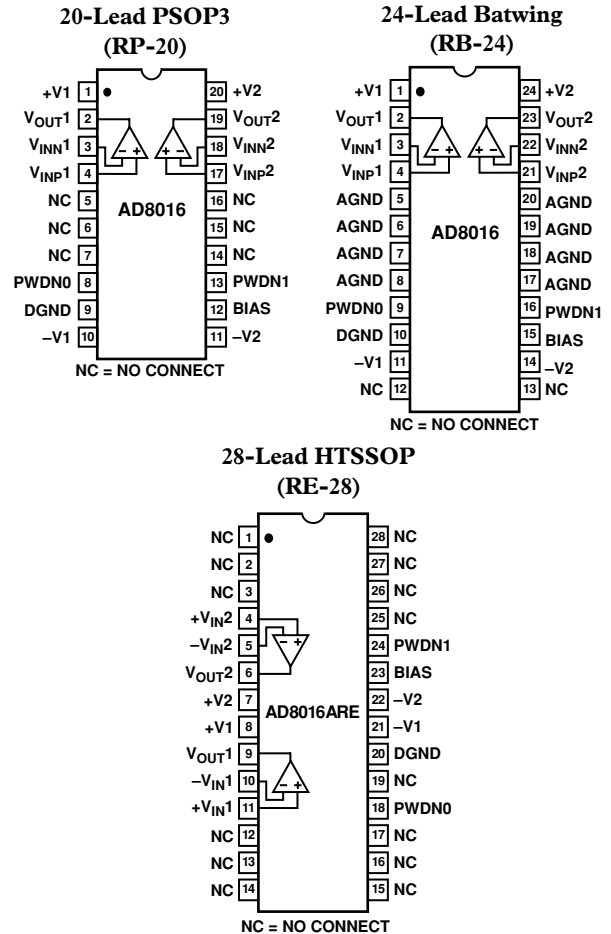 20-Lead PSOP3
(RP-20)
+V1 1 20 +V2
VOUT1 2 19 VOUT2
VINN1 3 18 VINN2
– + + –
VINP1 4 17 VINP2
NC 5 16 NC
AD8016
NC 6 15 NC
NC 7 14 NC
PWDN0 8 13 PWDN1
DGND 9 12 BIAS
–V1 10 11 –V2
NC = NO CONNECT
24-Lead Batwing
(RB-24)
+V1 1 24 +V2
VOUT1 2 23 VOUT2
VINN1 3 22 VINN2
– + + –
VINP1 4 21 VINP2
AGND 5 20 AGND
AGND 6 19 AGND
AD8016
AGND 7 18 AGND
AGND 8 17 AGND
PWDN0 9 16 PWDN1
DGND 10 15 BIAS
–V1 11 14 –V2
NC 12 13 NC
NC = NO CONNECT
28-Lead HTSSOP
(RE-28)
NC 1 28 NC
NC 2 27 NC
NC 3 26 NC
+VIN2 4 25 NC
– +
–VIN2 5 24 PWDN1
VOUT2 6 23 BIAS
+V2 7 22 –V2
AD8016ARE
+V1 8 21 –V1
VOUT1 9 20 DGND
–VIN1 10 19 NC
– +
+VIN1 11 18 PWDN0
NC 12 17 NC
NC 13 16 NC
NC 14 15 NC
NC = NO CONNECT